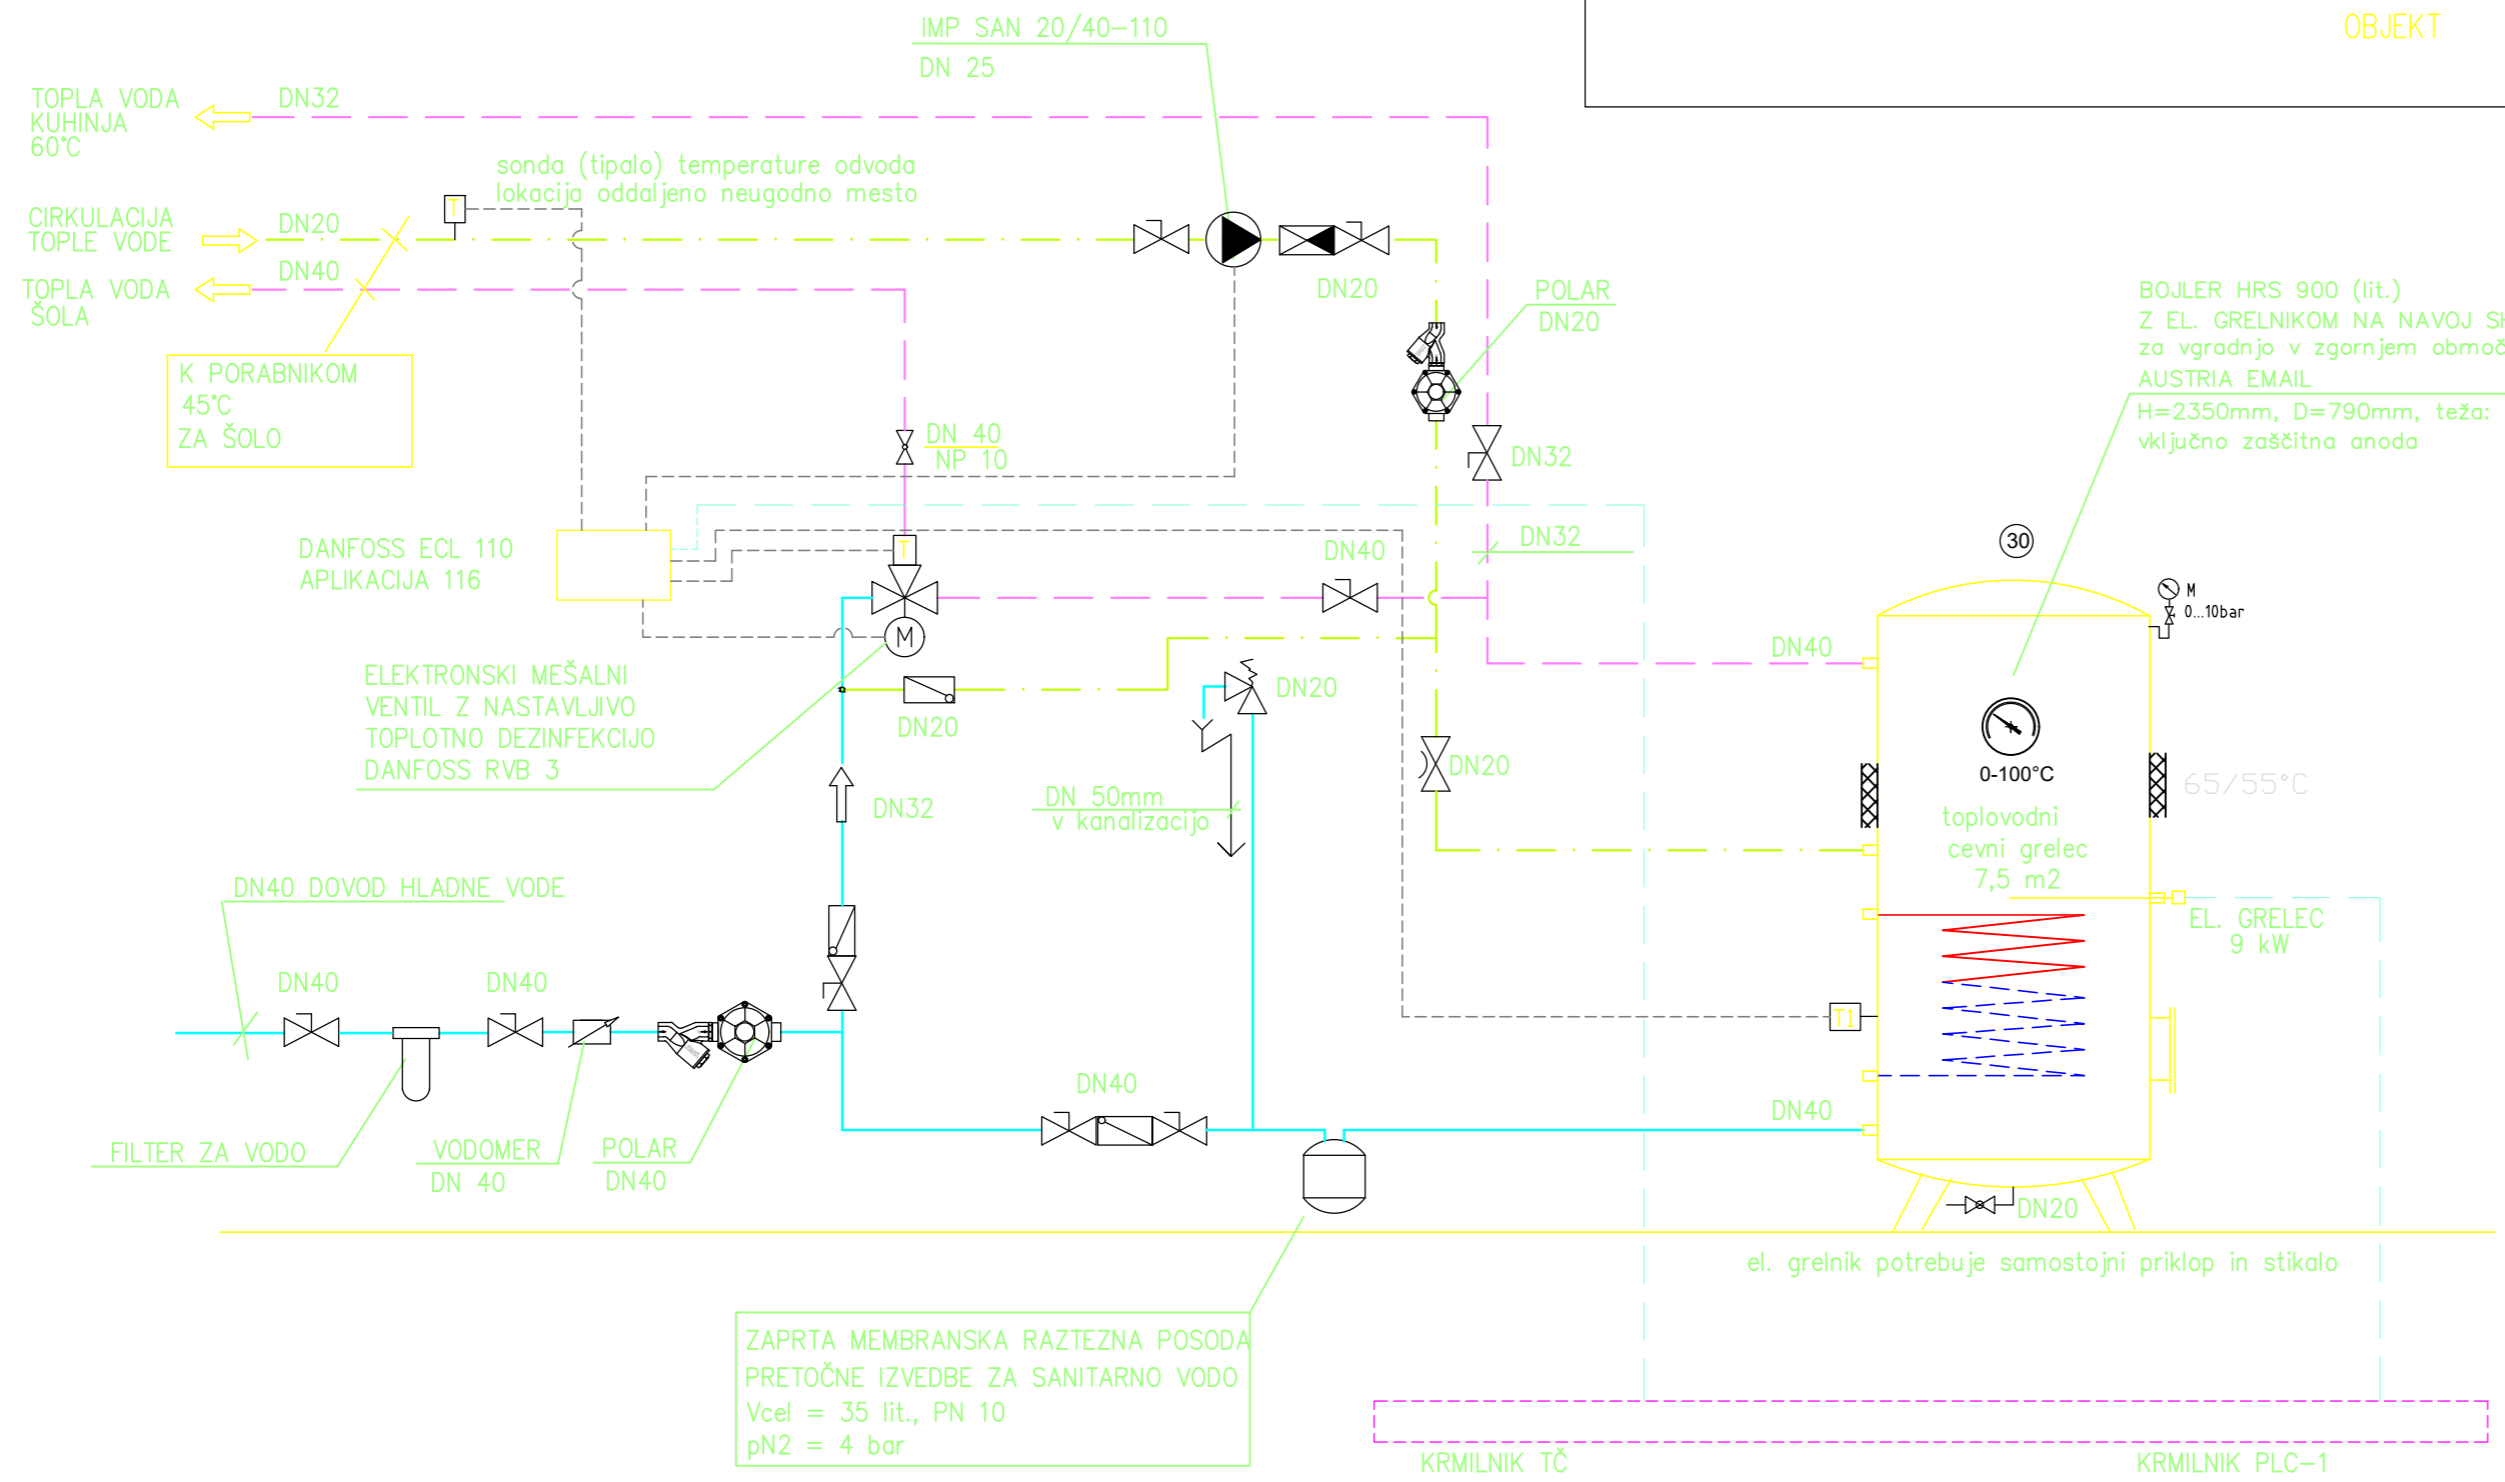 OBJEKT
IMP SAN 20/40-110
DN 25
TOPLA VODA
KUHINJA
60°C
DN32
sonda (tipalo) temperature odvoda
lokacija oddaljeno neugodno mesto
T
CIRKULACIJA
TOPLE VODE
DN20
DN40
TOPLA VODA
ŠOLA
DN20
POLAR
DN20
K PORABNIKOM
45°C
ZA ŠOLO
DN 40
NP 10
DN32
BOJLER HRS 900 (lit.)
Z EL. GRELNIKOM NA NAVOJ
za vgradnjo v zgornjem
AUSTRIA EMAIL
H=2350mm, D=790mm, teža:
vključno zaščitna anoda
DANFOSS ECL 110
APLIKACIJA 116
T
DN40
DN32
30
M
0...10bar
M
ELEKTRONSKI MEŠALNI
VENTIL Z NASTAVLJIVO
TOPLOTNO DEZINFEKCIJO
DANFOSS RVB 3
DN40
DN20
DN20
DN20
0-100°C
65/55°C
DN 50mm
v kanalizacijo
DN32
toplovodni
cevni grelec
7,5 m2
DN40 DOVOD HLADNE VODE
EL. GRELEC
9 kW
DN40
DN40
T1
DN40
DN40
FILTER ZA VODO
VODOMER
DN 40
POLAR
DN40
DN20
el. grelnik potrebuje samostojni priklop in stikalo
ZAPRTA MEMBRANSKA RAZTEZNA POSODA
PRETOČNE IZVEDBE ZA SANITARNO VODO
Vcel = 35 lit., PN 10
pN2 = 4 bar
KRMILNIK TČ
KRMILNIK PLC-1